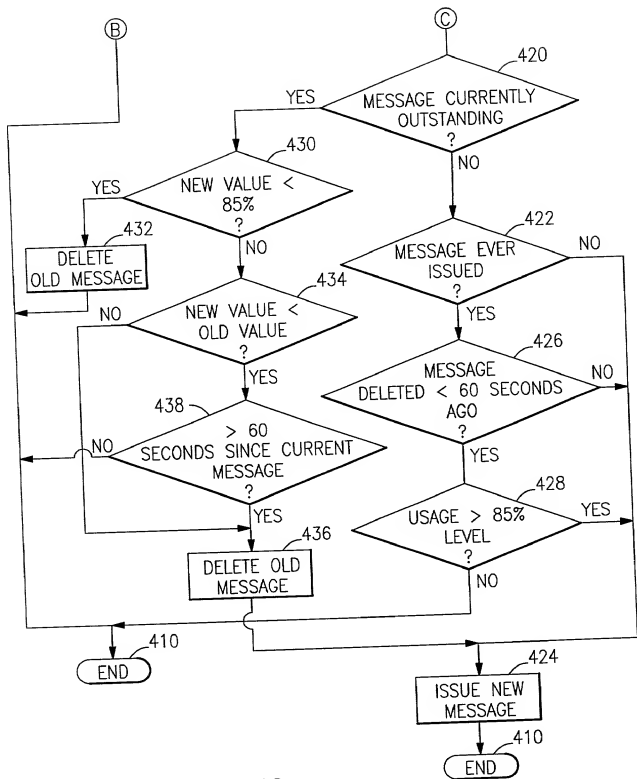 B
C
420
MESSAGE CURRENTLY
OUTSTANDING
?
YES
NO
430
NEW VALUE <
85%
?
YES
NO
432
DELETE
OLD MESSAGE
422
MESSAGE EVER
ISSUED
?
NO
YES
434
NEW VALUE <
OLD VALUE
?
NO
YES
426
MESSAGE
DELETED < 60 SECONDS
AGO
?
NO
YES
438
> 60
SECONDS SINCE CURRENT
MESSAGE
?
NO
YES
428
USAGE > 85%
LEVEL
?
YES
NO
436
DELETE OLD
MESSAGE
410
END
424
ISSUE NEW
MESSAGE
410
END